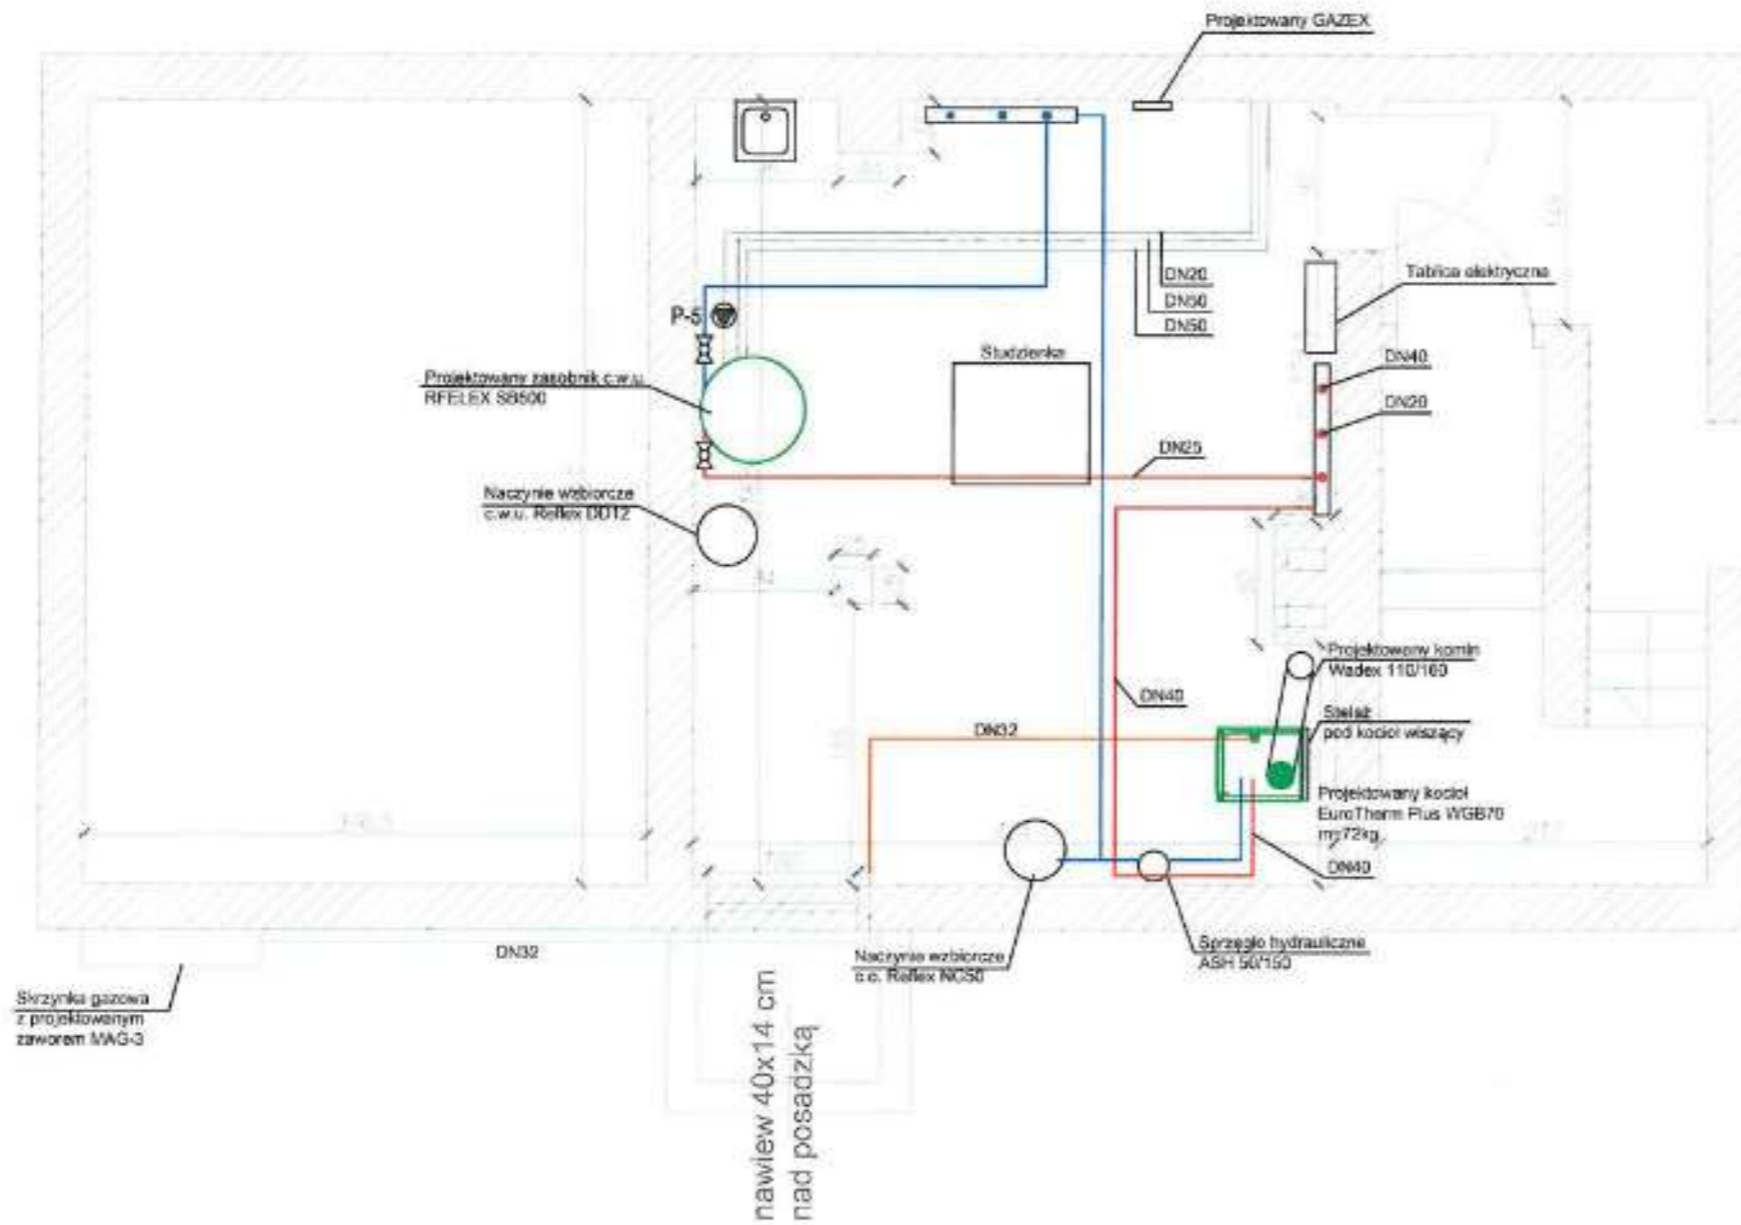 Projektowany GAZEX
DN20
DN50
DN50
Tablica elektryczna
P-5
Studzienka
DN40
DN20
Projektowany zasobnik c.w.u.
RFELEX SB500
DN25
Naczynie wzbiorcze
c.w.u. Reflex DD12
Projektowany komin
Wadex 110/160
DN40
Stelaż
pod kocioł wiszący
DN32
Projektowany kocioł
EuroTherm Plus WGB70
m=72kg
DN40
DN32
Naczynie wzbiorcze
c.c. Reflex NG50
Sprzęgło hydrauliczne
ASH 50/150
Skrzynka gazowa
z projektowanym
zaworem MAG-3
nawiew 40x14 cm
nad posadzką